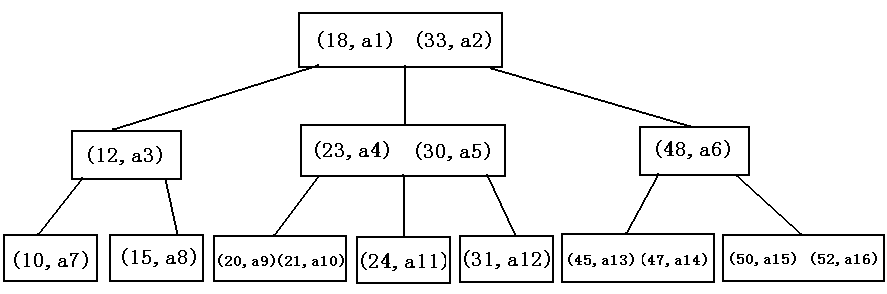 (18,a1) (33,a2)
(12,a3) (23,a4) (30,a5) (48,a6)
(10,a7) (15,a8) (20,a9)(21,a10) (24,a11) (31,a12) (45,a13)(47,a14) (50,a15) (52,a16)